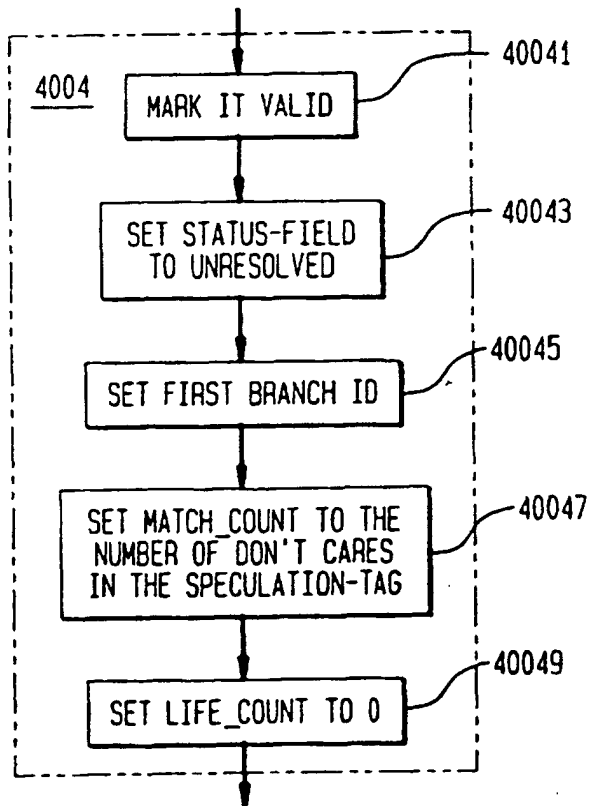 4004
40041
MARK IT VALID
40043
SET STATUS-FIELD
TO UNRESOLVED
40045
SET FIRST BRANCH ID
40047
SET MATCH_COUNT TO THE
NUMBER OF DON'T CARES
IN THE SPECULATION-TAG
40049
SET LIFE_COUNT TO 0